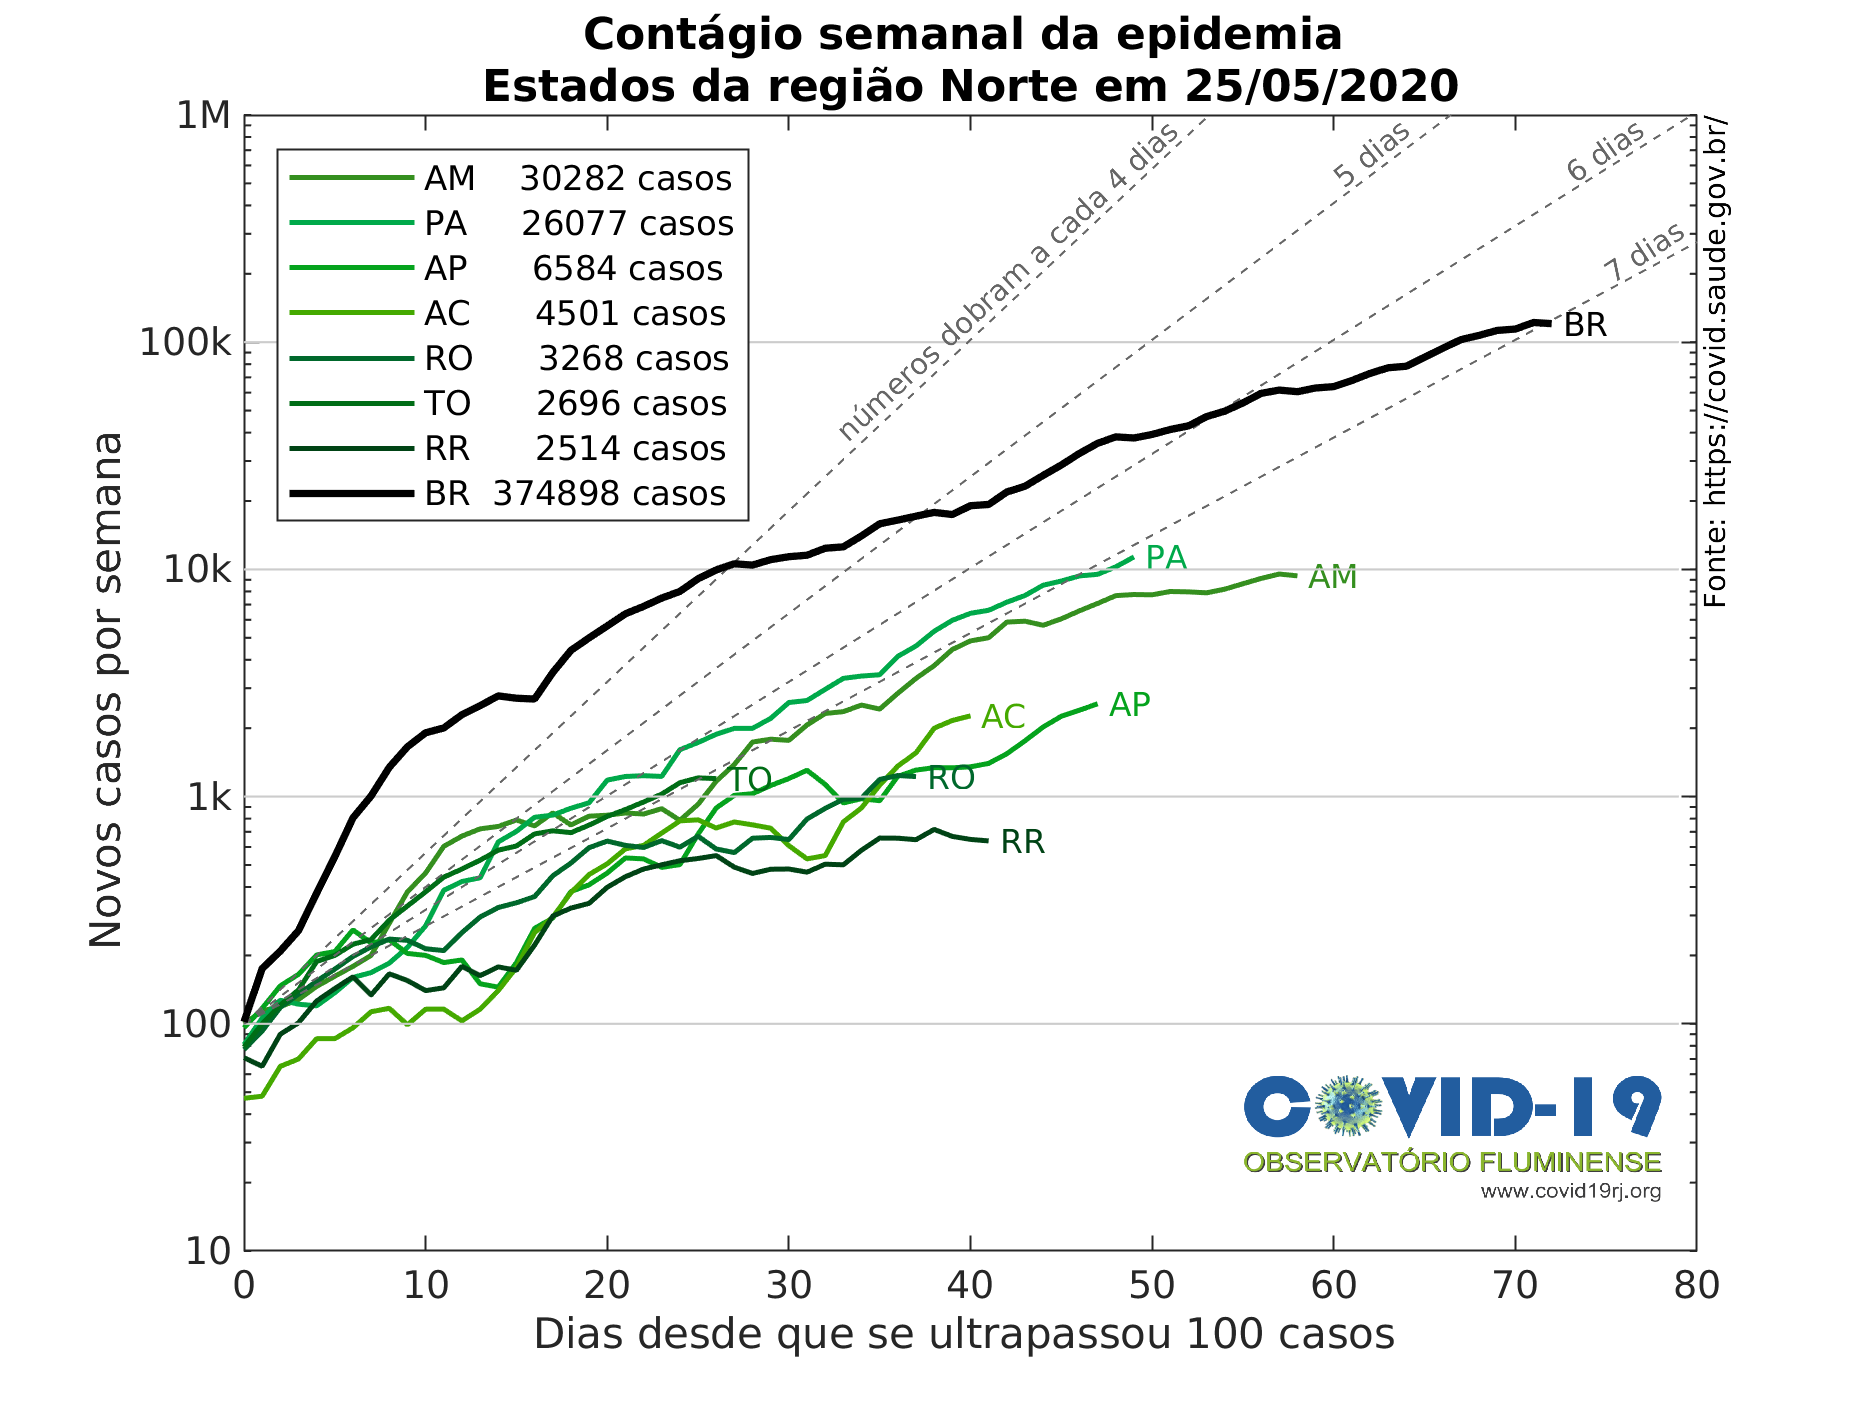 Contágio semanal da epidemia
Estados da região Norte em 25/05/2020
1M
100k
10k
1k
100
10
Novos casos por semana
AM 30282 casos
PA 26077 casos
AP 6584 casos
AC 4501 casos
RO 3268 casos
TO 2696 casos
RR 2514 casos
BR 374898 casos
números dobram a cada 4 dias
5 dias
6 dias
7 dias
BR
PA
AM
AP
AC
TO
RO
RR
Fonte: https://covid.saude.gov.br/
COVID-19
OBSERVATÓRIO FLUMINENSE
www.covid19rj.org
0 10 20 30 40 50 60 70 80
Dias desde que se ultrapassou 100 casos